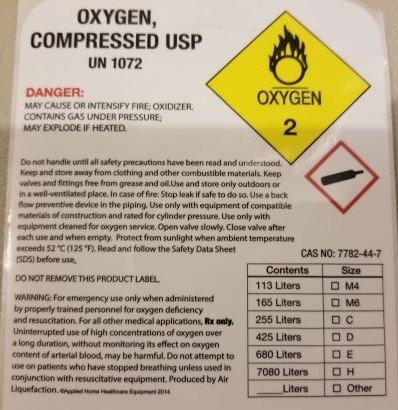 OXYGEN,
COMPRESSED USP
UN 1072
OXYGEN
2
DANGER:
MAY CAUSE OR INTENSIFY FIRE; OXIDIZER.
CONTAINS GAS UNDER PRESSURE;
MAY EXPLODE IF HEATED.
Do not handle until all safety precautions have been read and understood.
Keep and store away from clothing and other combustible materials. Keep
valves and fittings free from grease and oil.Use and store only outdoors or
in a well-ventilated place. In case of fire: Stop leak if safe to do so. Use a back
flow preventive device in the piping. Use only with equipment of compatible
materials of construction and rated for cylinder pressure. Use only with
equipment cleaned for oxygen service. Open valve slowly. Close valve after
each use and when empty. Protect from sunlight when ambient temperature
exceeds 52 °C (125 °F). Read and follow the Safety Data Sheet
(SDS) before use,
CAS NO: 7782-44-7
DO NOT REMOVE THIS PRODUCT LABEL.
WARNING: For emergency use only when administered
by properly trained personnel for oxygen deficiency
and resuscitation. For all other medical applications, Rx only.
Uninterrupted use of high concentrations of oxygen over
a long duration, without monitoring its effect on oxygen
content of arterial blood, may be harmful. Do not attempt to
use on patients who have stopped breathing unless used in
conjunction with resuscitative equipment. Produced by Air
Liquefaction. ©Applied Home Healthcare Equipment 2014
Contents Size
113 Liters ☐ M4
165 Liters ☐ M6
255 Liters ☐ C
425 Liters ☐ D
680 Liters ☐ E
7080 Liters ☐ H
____Liters ☐ Other